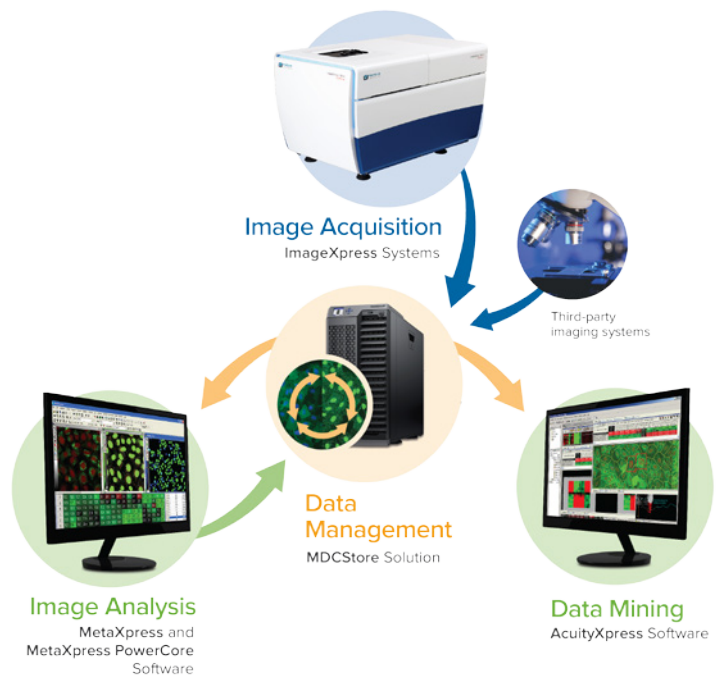 Image Acquisition
ImageXpress Systems
Third-party
imaging systems
Data
Management
MDCStore Solution
Image Analysis
MetaXpress and
MetaXpress PowerCore
Software
Data Mining
AcuityXpress Software